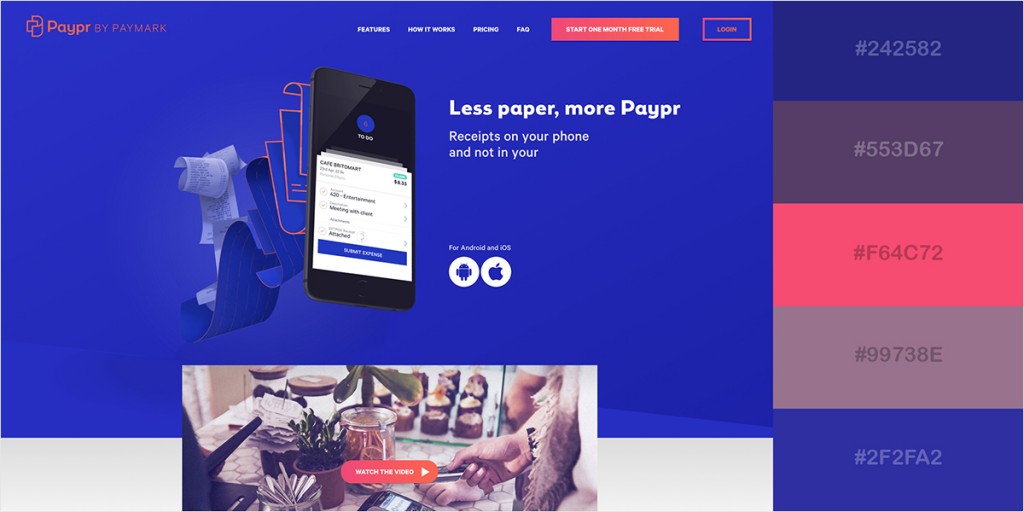 Paypr BY PAYMARK
FEATURES HOW IT WORKS PRICING FAQ START ONE MONTH FREE TRIAL LOGIN
Less paper, more Paypr
Receipts on your phone
and not in your
TO DO
CAFE BRITOMART
$8.55
420 - Entertainment
Meeting with client
Attached
SUBMIT EXPENSE
For Android and iOS
WATCH THE VIDEO
#242582
#553D67
#F64C72
#99738E
#2F2FA2